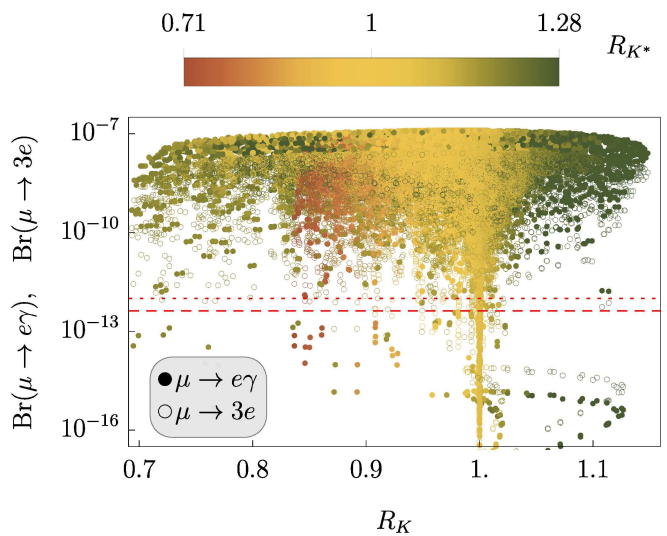 0.71 1 1.28
R_{K^*}
Br(μ → eγ), Br(μ → 3e)
10^{-7}
10^{-10}
10^{-13}
10^{-16}
μ → eγ
μ → 3e
0.7 0.8 0.9 1. 1.1
R_K